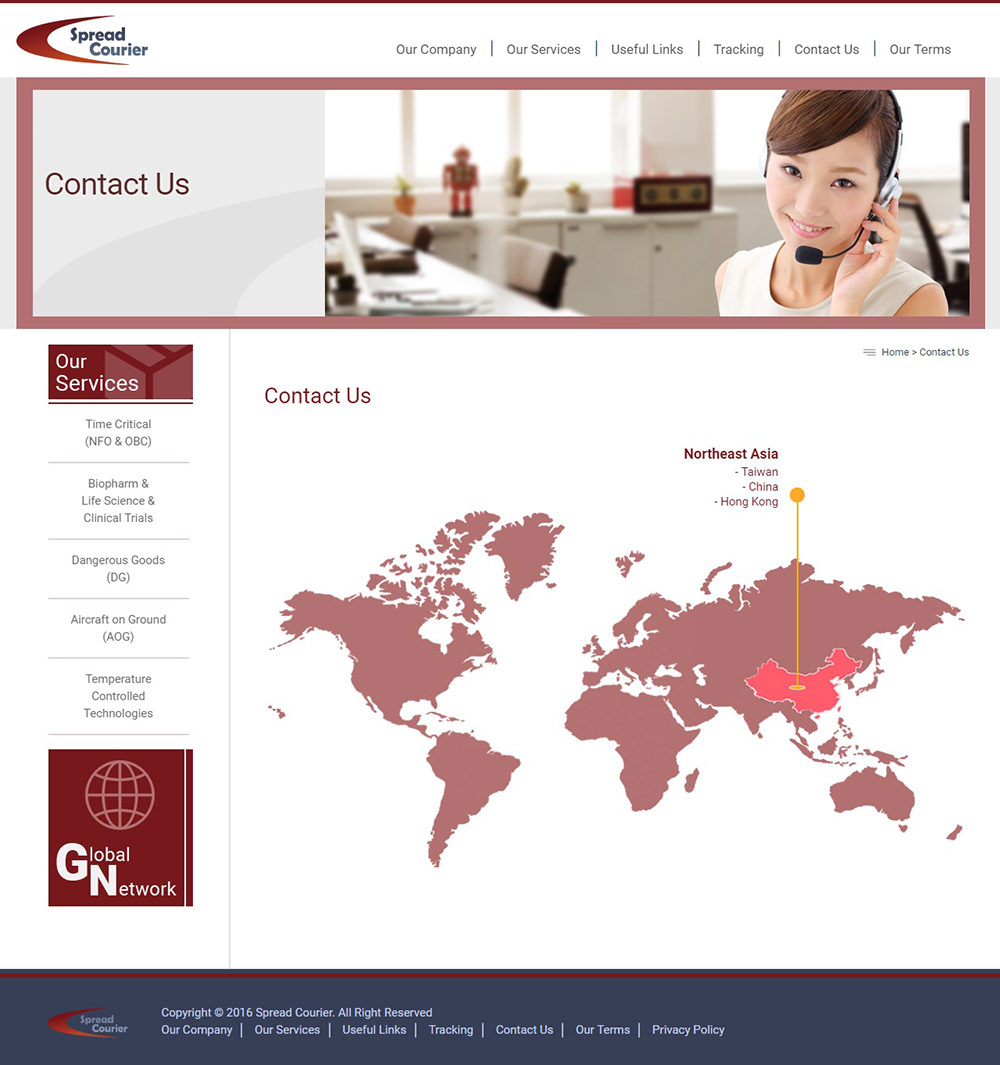 Spread
Courier
Our Company | Our Services | Useful Links | Tracking | Contact Us | Our Terms
Contact Us
Home > Contact Us
Our
Services
Time Critical
(NFO & OBC)
Biopharm &
Life Science &
Clinical Trials
Dangerous Goods
(DG)
Aircraft on Ground
(AOG)
Temperature
Controlled
Technologies
Global
Network
Contact Us
Northeast Asia
- Taiwan
- China
- Hong Kong
Spread
Courier
Copyright © 2016 Spread Courier. All Right Reserved
Our Company | Our Services | Useful Links | Tracking | Contact Us | Our Terms | Privacy Policy